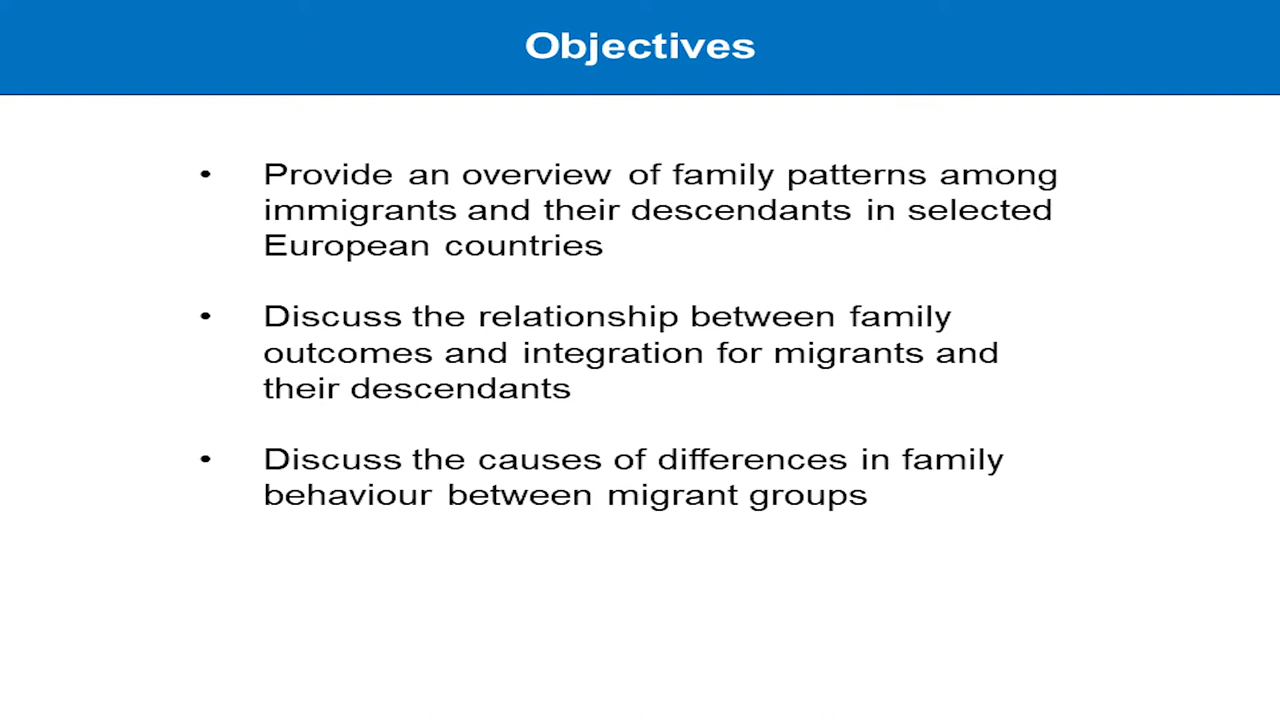 Objectives
• Provide an overview of family patterns among
immigrants and their descendants in selected
European countries
• Discuss the relationship between family
outcomes and integration for migrants and
their descendants
• Discuss the causes of differences in family
behaviour between migrant groups